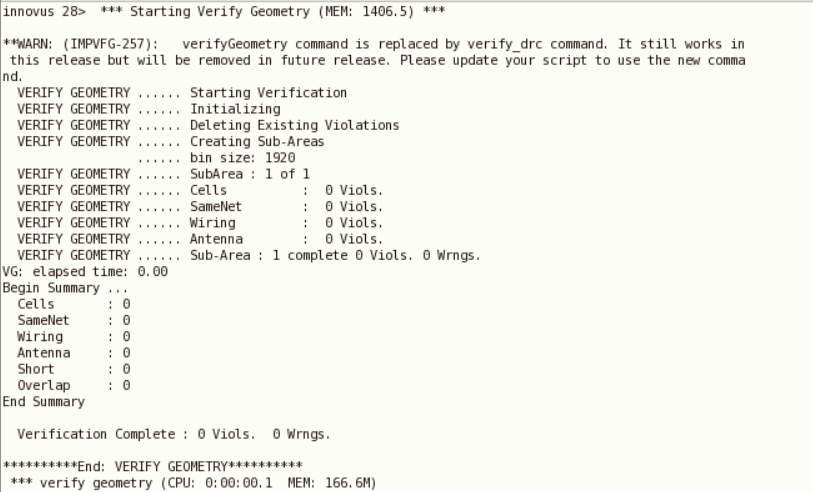 innovus 28>  *** Starting Verify Geometry (MEM: 1406.5) ***

**WARN: (IMPVFG-257):   verifyGeometry command is replaced by verify_drc command. It still works in
 this release but will be removed in future release. Please update your script to use the new comma
nd.
  VERIFY GEOMETRY ...... Starting Verification
  VERIFY GEOMETRY ...... Initializing
  VERIFY GEOMETRY ...... Deleting Existing Violations
  VERIFY GEOMETRY ...... Creating Sub-Areas
                  ...... bin size: 1920
  VERIFY GEOMETRY ...... SubArea : 1 of 1
  VERIFY GEOMETRY ...... Cells          :  0 Viols.
  VERIFY GEOMETRY ...... SameNet        :  0 Viols.
  VERIFY GEOMETRY ...... Wiring         :  0 Viols.
  VERIFY GEOMETRY ...... Antenna        :  0 Viols.
  VERIFY GEOMETRY ...... Sub-Area : 1 complete 0 Viols. 0 Wrngs.
VG: elapsed time: 0.00
Begin Summary ...
  Cells       : 0
  SameNet     : 0
  Wiring      : 0
  Antenna     : 0
  Short       : 0
  Overlap     : 0
End Summary

  Verification Complete : 0 Viols.  0 Wrngs.

**********End: VERIFY GEOMETRY**********
 *** verify geometry (CPU: 0:00:00.1  MEM: 166.6M)